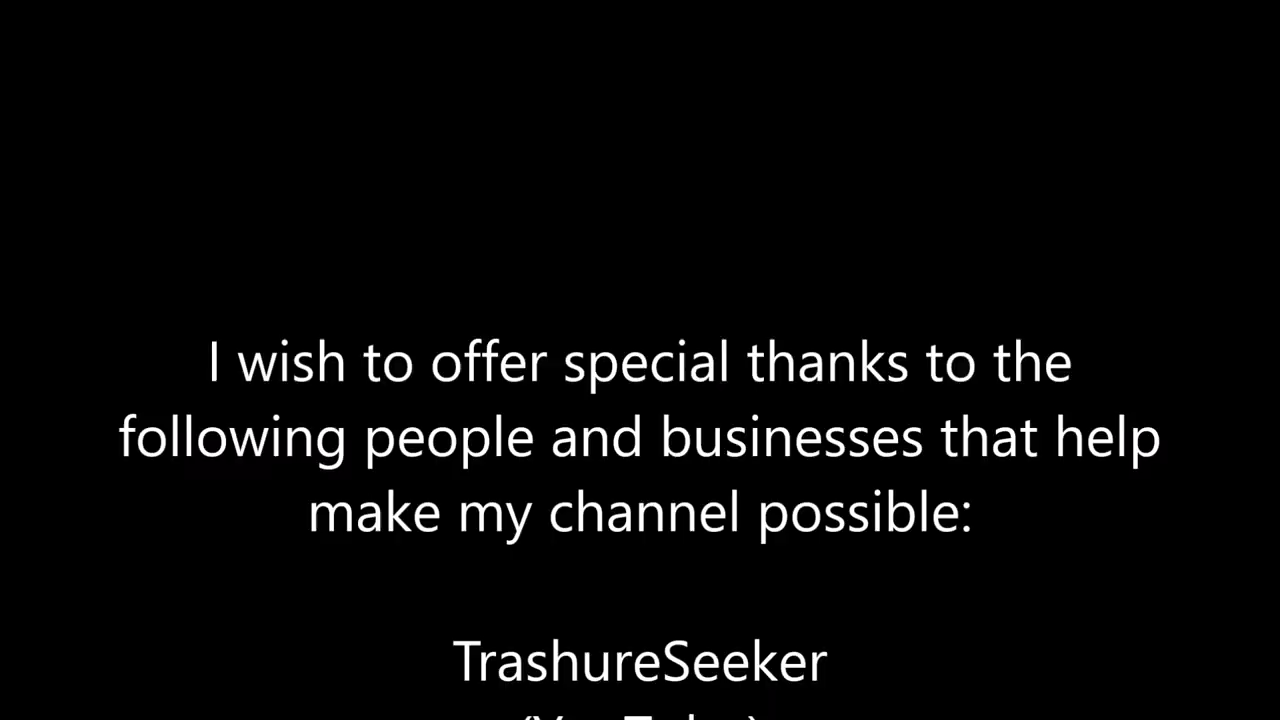 I wish to offer special thanks to the
following people and businesses that help
make my channel possible:
TrashureSeeker